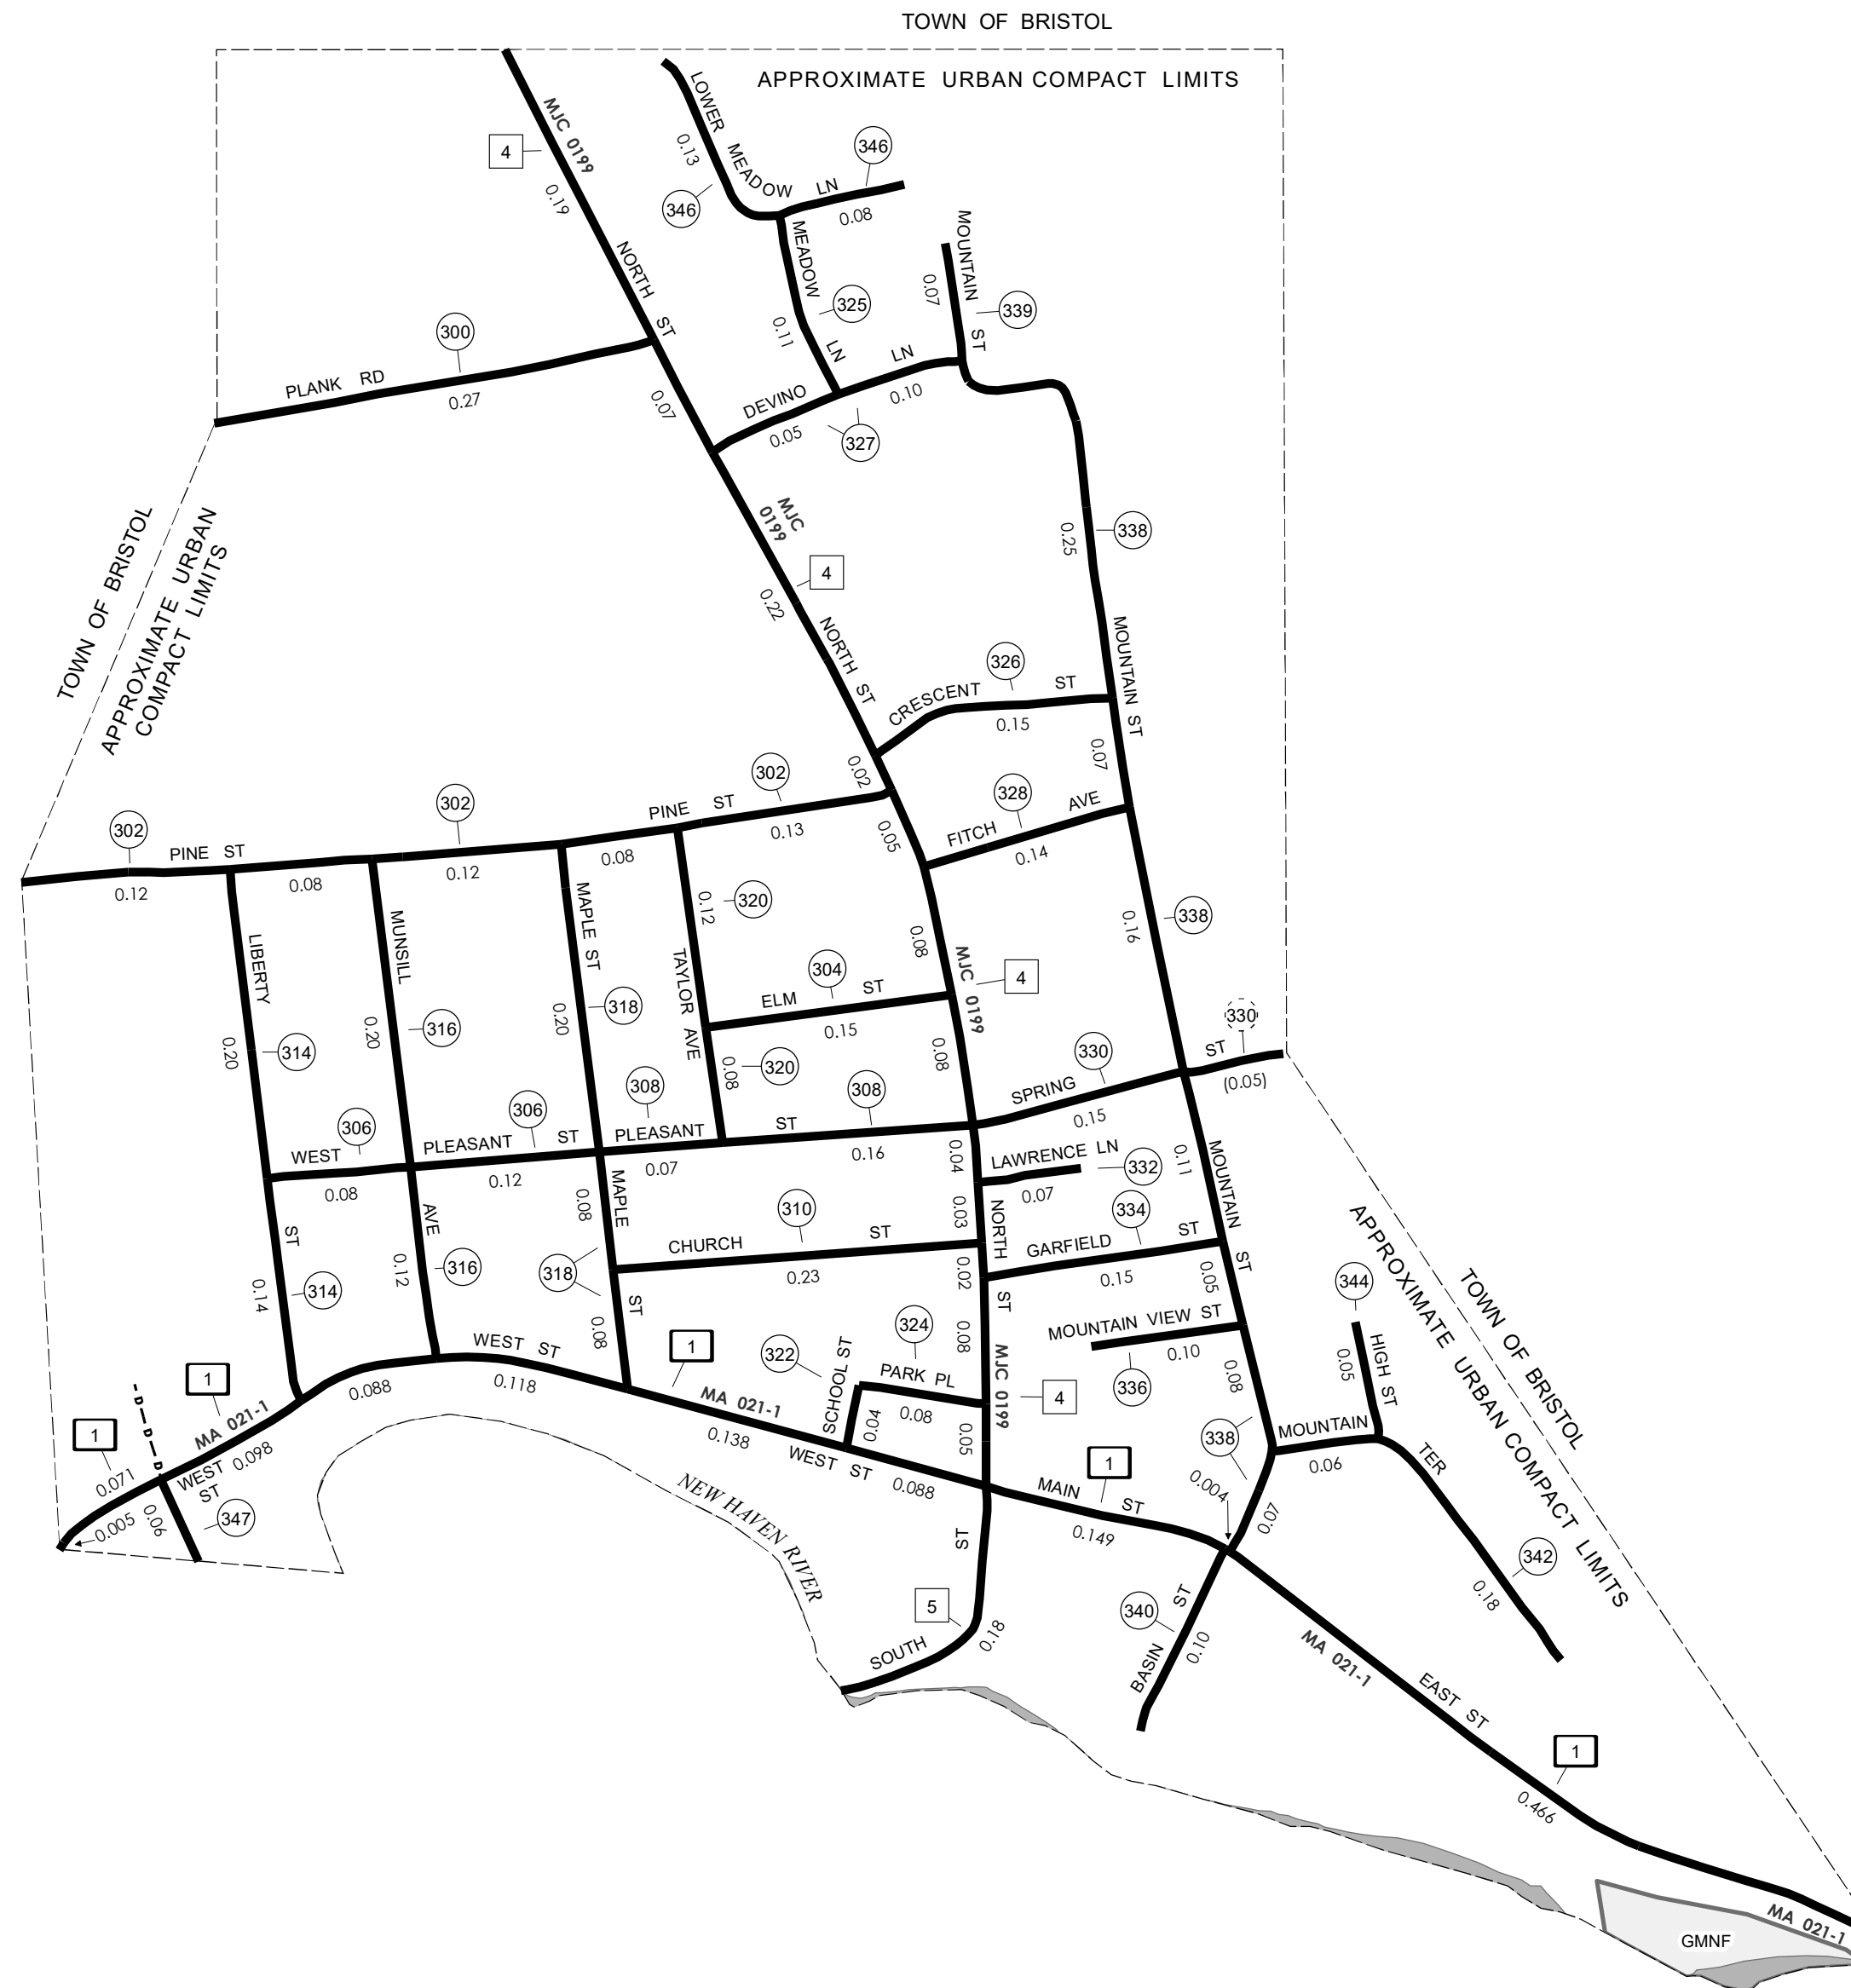 TOWN OF BRISTOL
APPROXIMATE URBAN COMPACT LIMITS
MJC 0199
4
0.19
NORTH ST
LOWER MEADOW LN
0.13
346
346
0.08
MEADOW LN
325
0.11
MOUNTAIN ST
0.07
339
300
PLANK RD
0.27
0.07
DEVINO LN
0.05
0.10
327
TOWN OF BRISTOL
APPROXIMATE URBAN
COMPACT LIMITS
MJC
0199
4
0.22
NORTH ST
0.25
338
MOUNTAIN ST
326
CRESCENT ST
0.15
0.02
0.07
328
FITCH AVE
0.14
0.05
302
PINE ST
0.12
0.08
302
0.12
0.08
PINE ST
302
0.13
LIBERTY
0.20
314
MUNSILL
0.20
316
MAPLE ST
0.20
318
0.12
320
TAYLOR AVE
0.08
320
304
ELM ST
0.15
0.08
MJC 0199
4
0.08
0.16
338
330
SPRING
0.15
ST
330
(0.05)
306
WEST
0.08
PLEASANT ST
306
0.12
308
PLEASANT
0.07
ST
308
0.16
0.04
LAWRENCE LN
332
0.07
0.11
MOUNTAIN ST
0.03
NORTH ST
334
GARFIELD ST
0.15
0.05
310
CHURCH ST
0.23
0.02
MAPLE ST
0.08
318
0.08
ST
0.14
314
AVE
0.12
316
MOUNTAIN VIEW ST
0.10
336
0.08
338
344
HIGH ST
0.05
TOWN OF BRISTOL
APPROXIMATE URBAN COMPACT LIMITS
WEST ST
0.088
0.118
1
MA 021-1
0.138
322
SCHOOL ST
0.04
324
PARK PL
0.08
0.08
MJC 0199
4
0.05
WEST ST
0.088
1
MA 021-1
0.098
1
0.071
WEST
ST
0.005
0.06
347
D
D
D
NEW HAVEN RIVER
MAIN ST
1
0.149
0.004
0.07
MOUNTAIN TER
0.06
342
0.18
ST
5
SOUTH
0.18
340
BASIN ST
0.10
MA 021-1
EAST ST
1
0.466
MA 021-1
GMNF